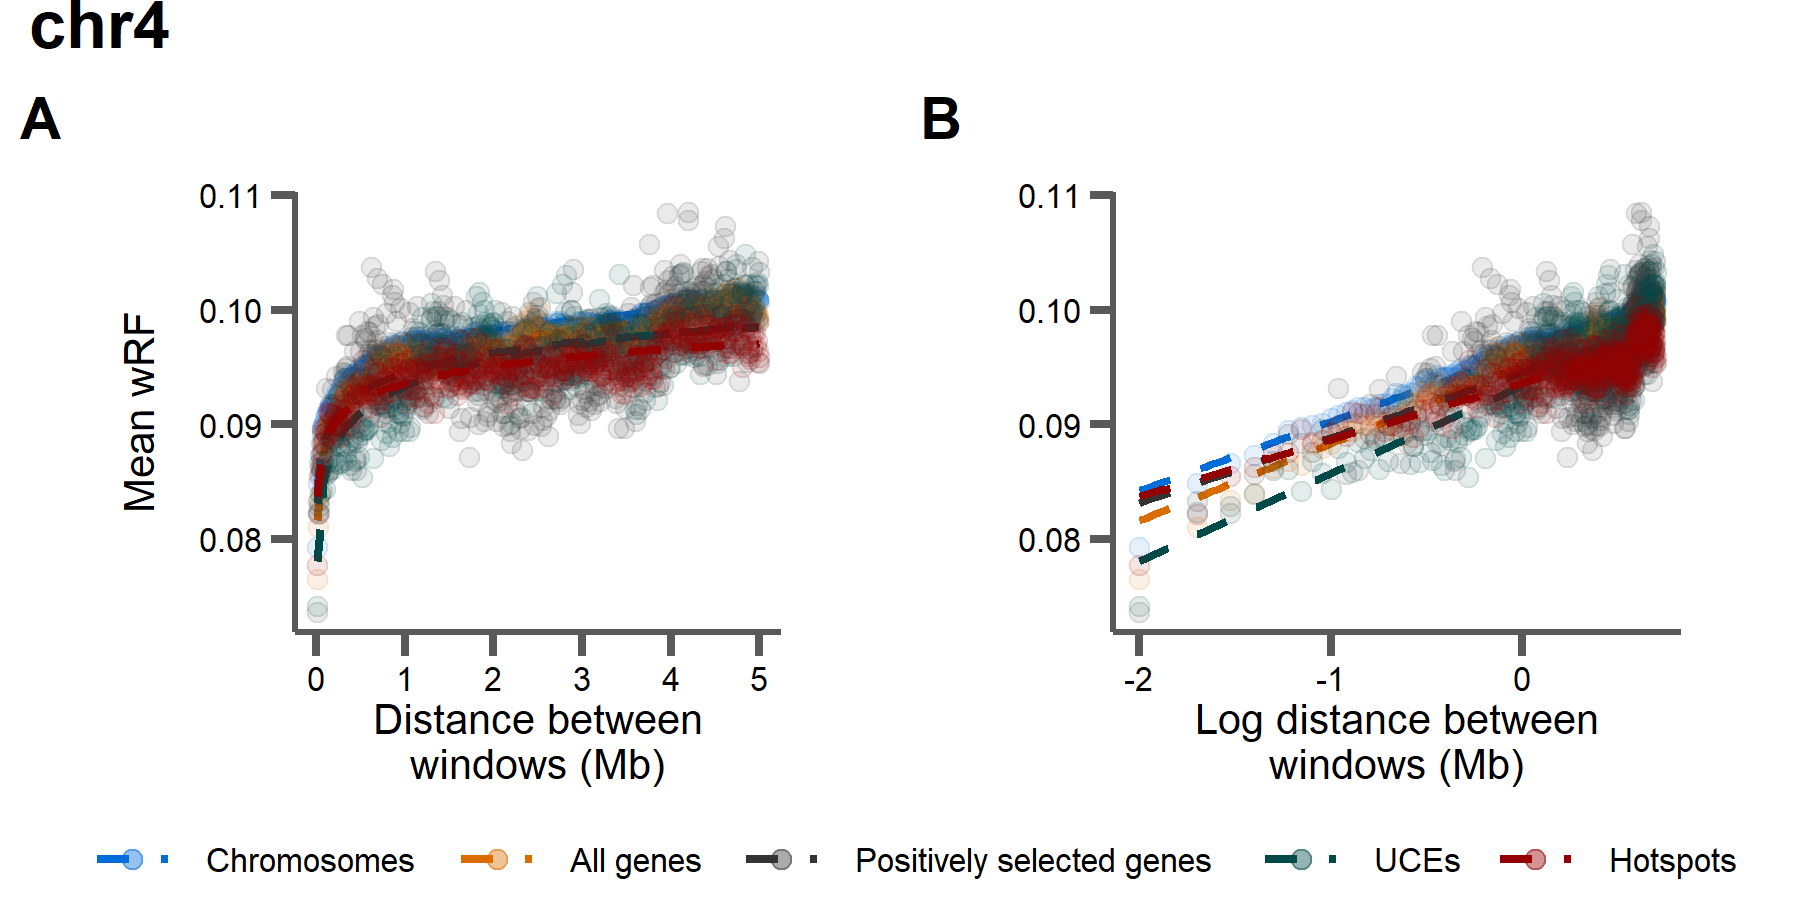 chr4
A
B
0.11
0.10
0.09
0.08
Mean wRF
0 1 2 3 4 5
Distance between
windows (Mb)
0.11
0.10
0.09
0.08
-2 -1 0
Log distance between
windows (Mb)
Chromosomes All genes Positively selected genes UCEs Hotspots